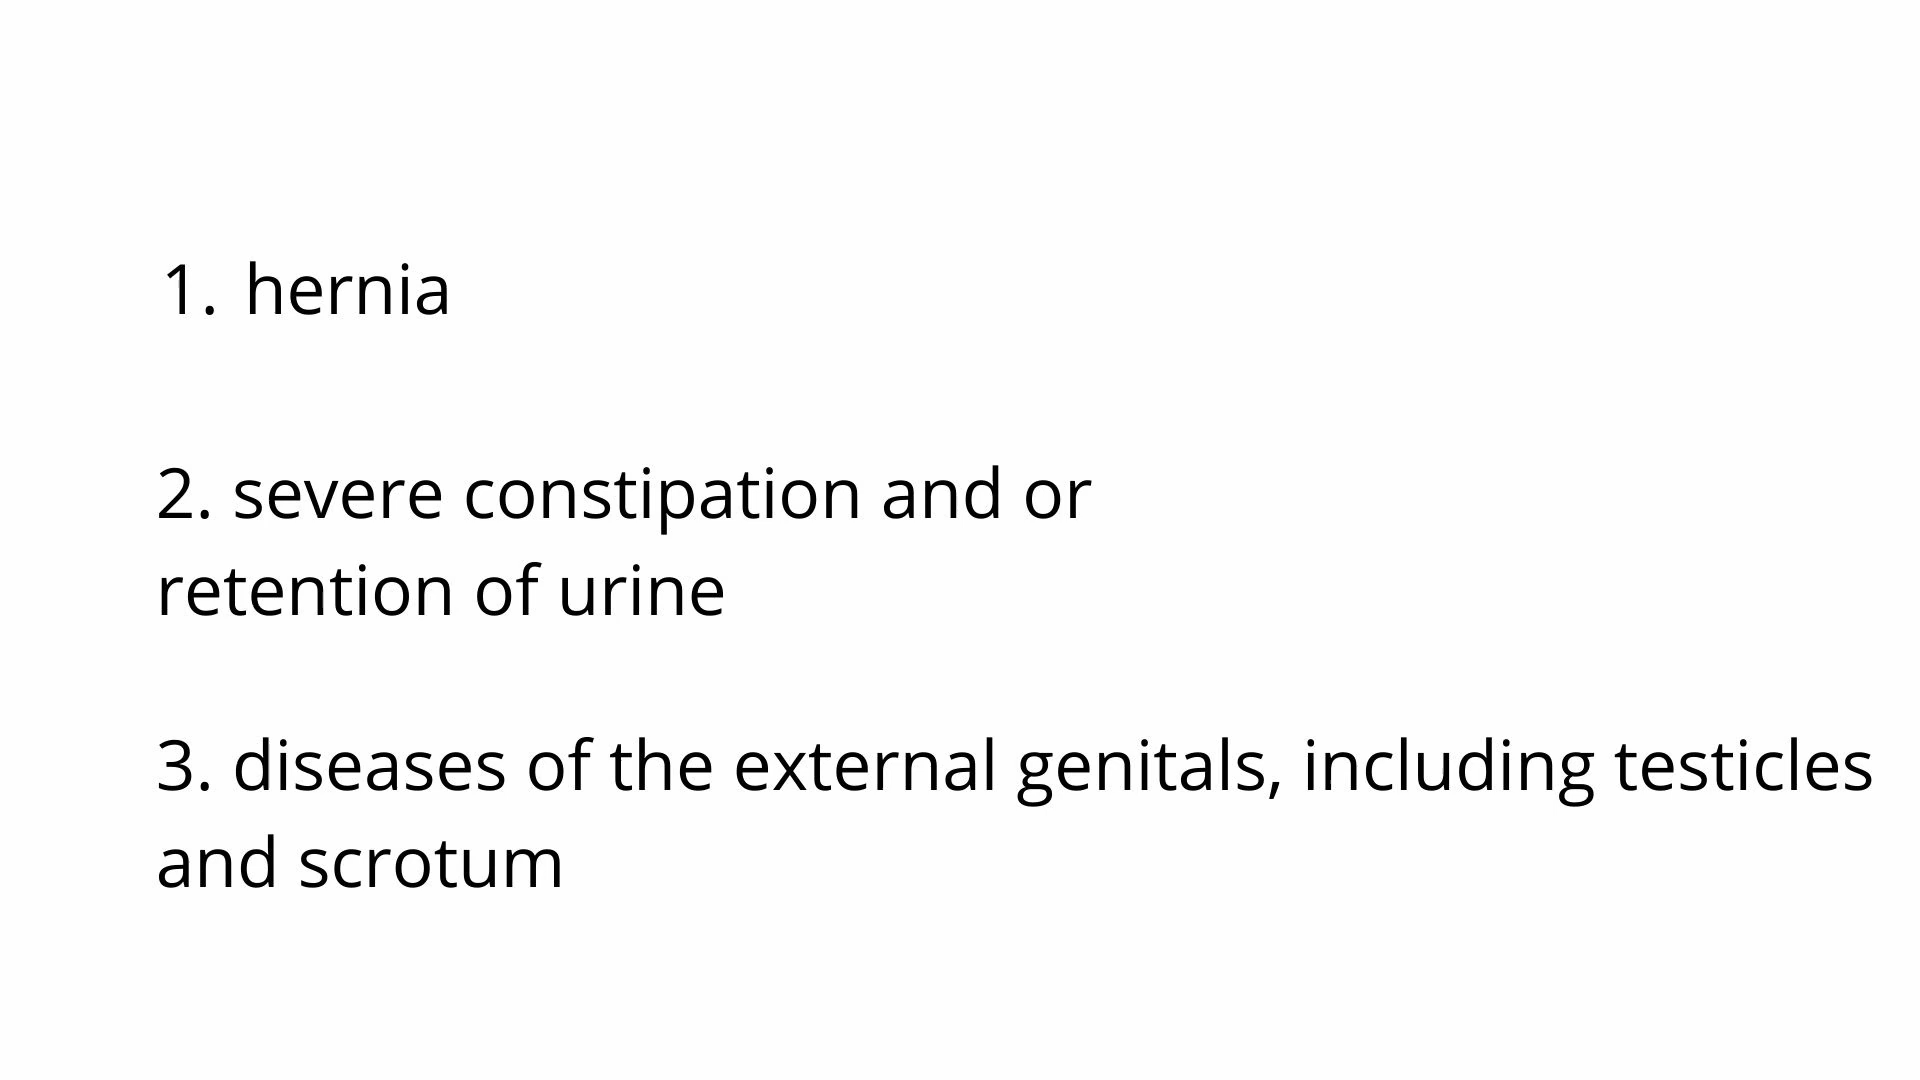 1. hernia
2. severe constipation and or
retention of urine
3. diseases of the external genitals, including testicles
and scrotum